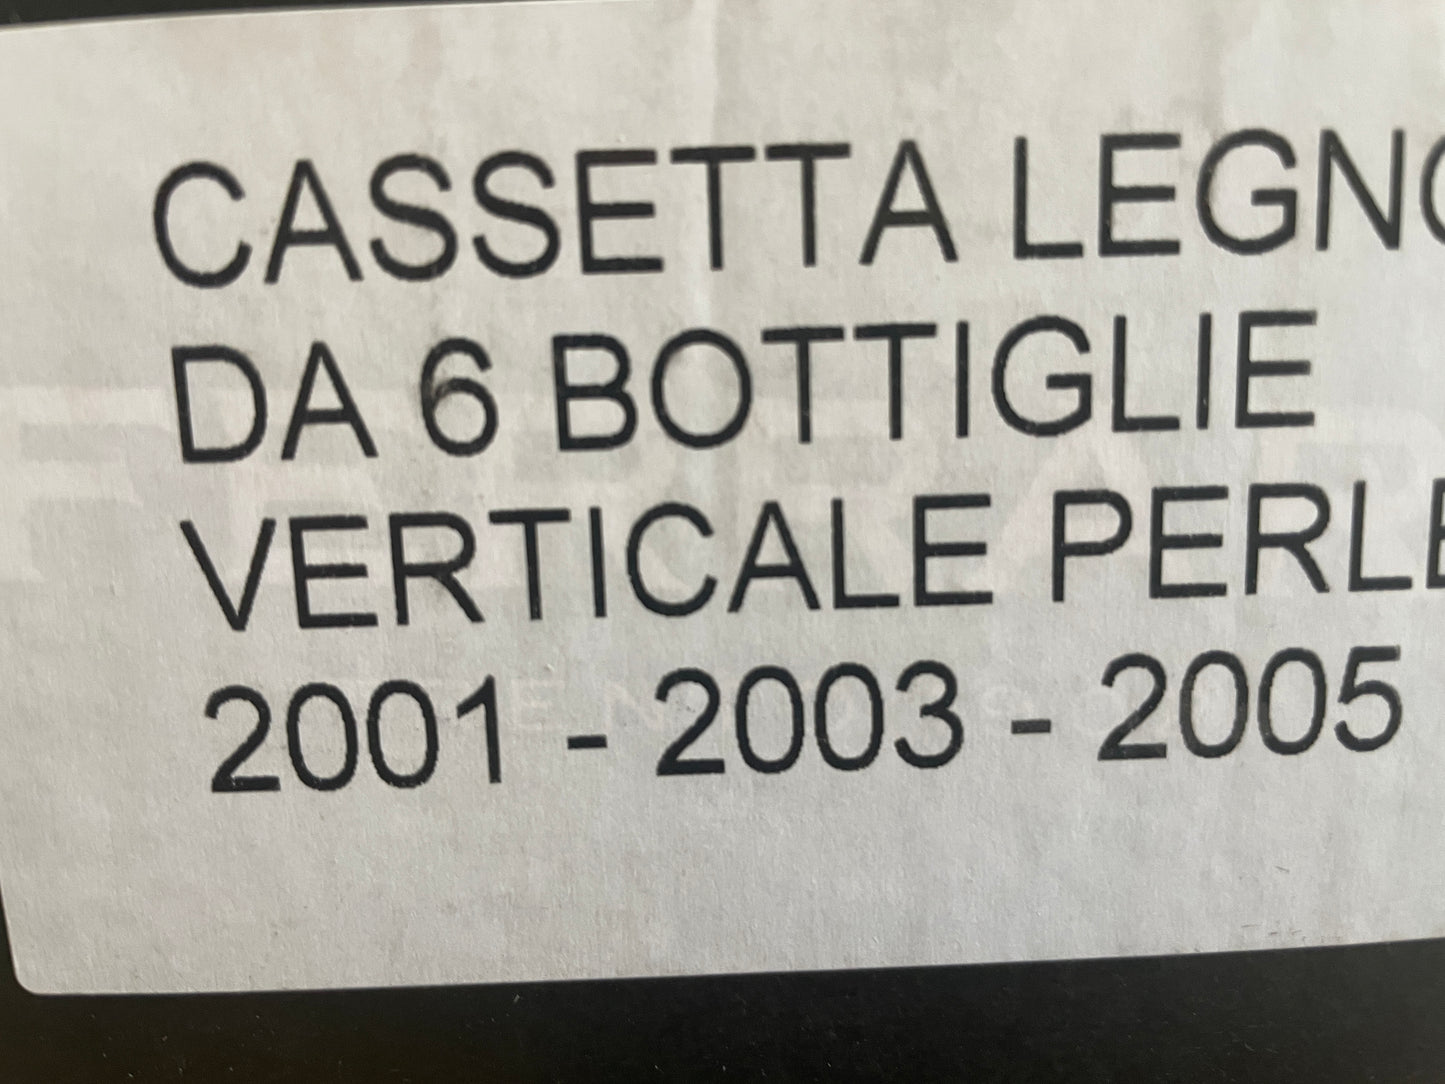 CASSETTA LEGNO
DA 6 BOTTIGLIE
VERTICALE PERLE
2001 - 2003 - 2005